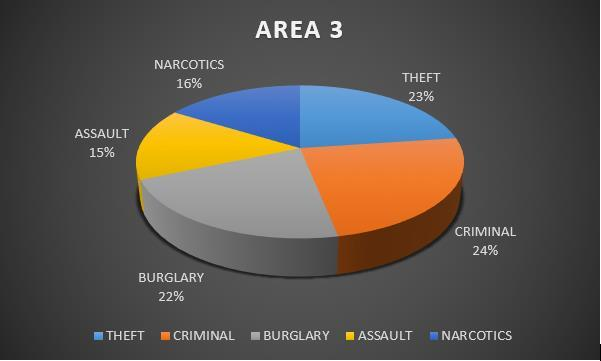 AREA 3
NARCOTICS
16%
THEFT
23%
ASSAULT
15%
CRIMINAL
24%
BURGLARY
22%
THEFT CRIMINAL BURGLARY ASSAULT NARCOTICS